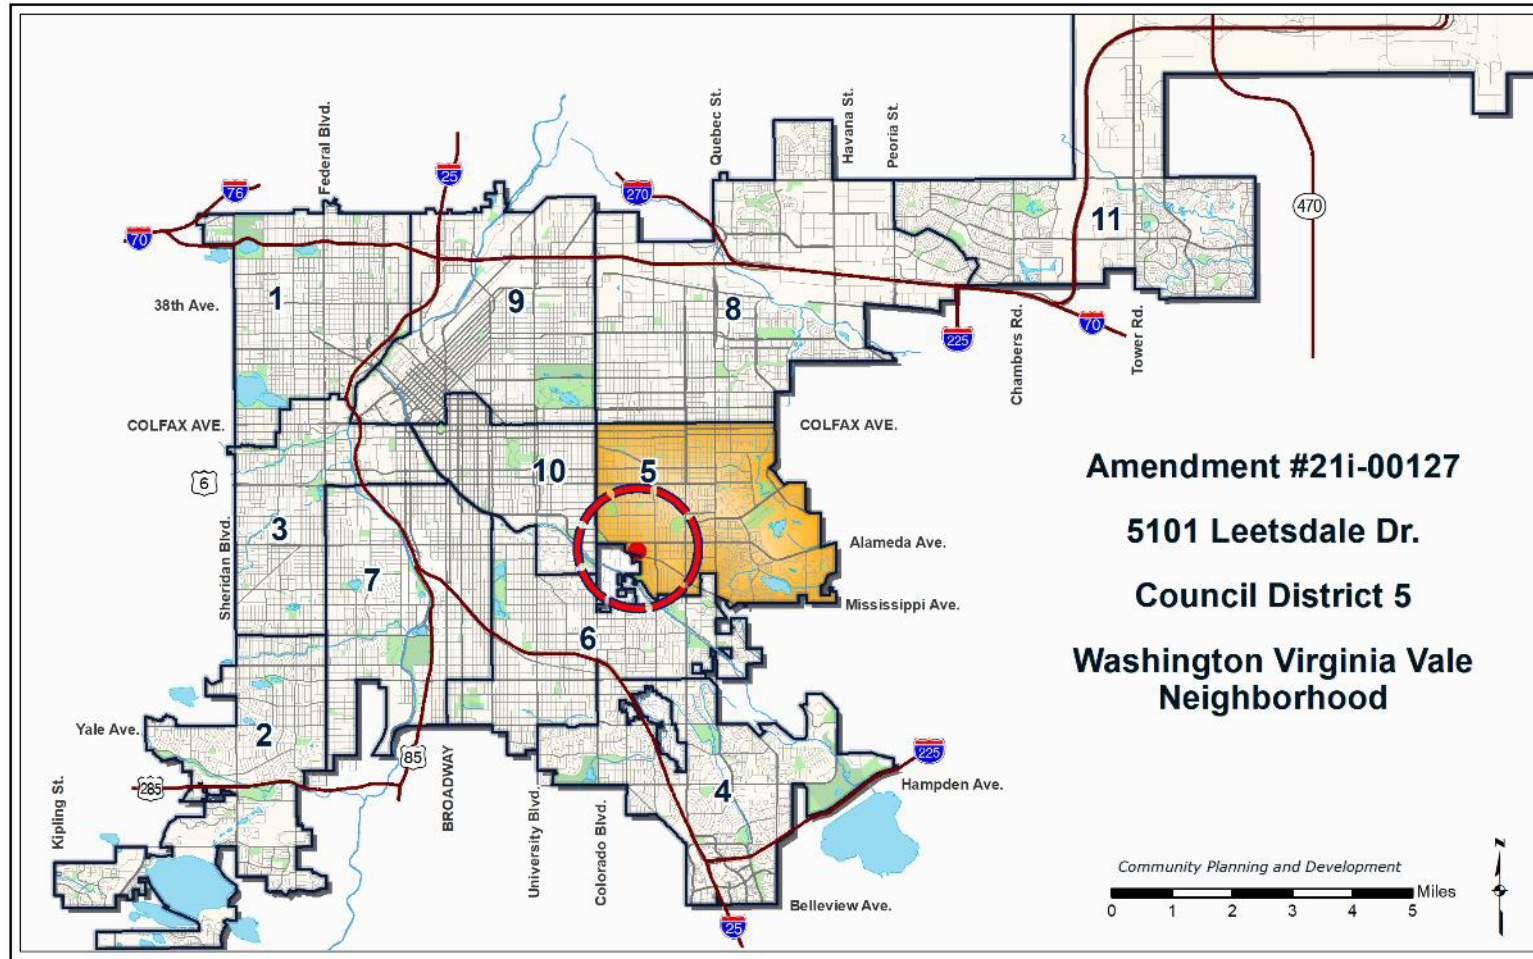 Federal Blvd.
Quebec St.
Havana St.
Peoria St.
25
76
270
70
470
11
1
9
8
38th Ave.
225
70
Chambers Rd.
Tower Rd.
COLFAX AVE.
COLFAX AVE.
6
10
5
Sheridan Blvd.
3
7
Alameda Ave.
Mississippi Ave.
6
Amendment #21i-00127
5101 Leetsdale Dr.
Council District 5
Washington Virginia Vale
Neighborhood
Yale Ave.
2
85
285
BROADWAY
225
Kipling St.
University Blvd.
Colorado Blvd.
4
Hampden Ave.
Belleview Ave.
25
Community Planning and Development
Miles
0 1 2 3 4 5
N